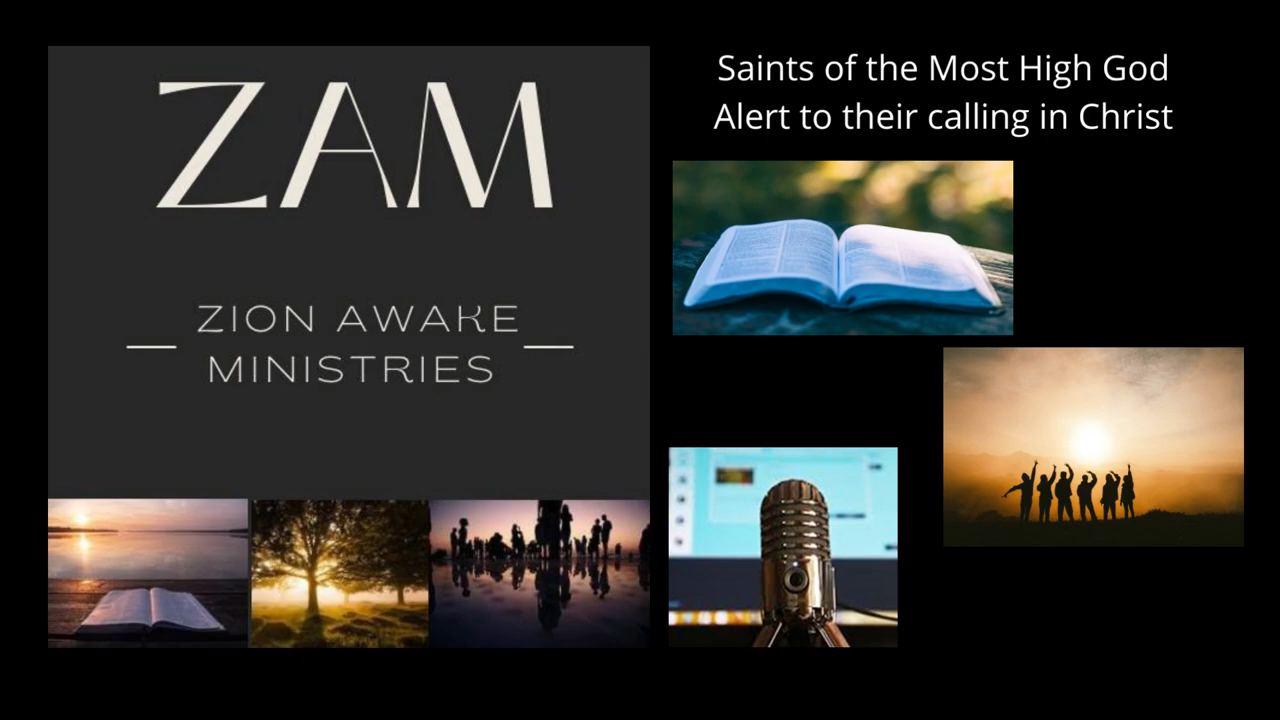 ZAM
ZION AWAKE
MINISTRIES
Saints of the Most High God
Alert to their calling in Christ